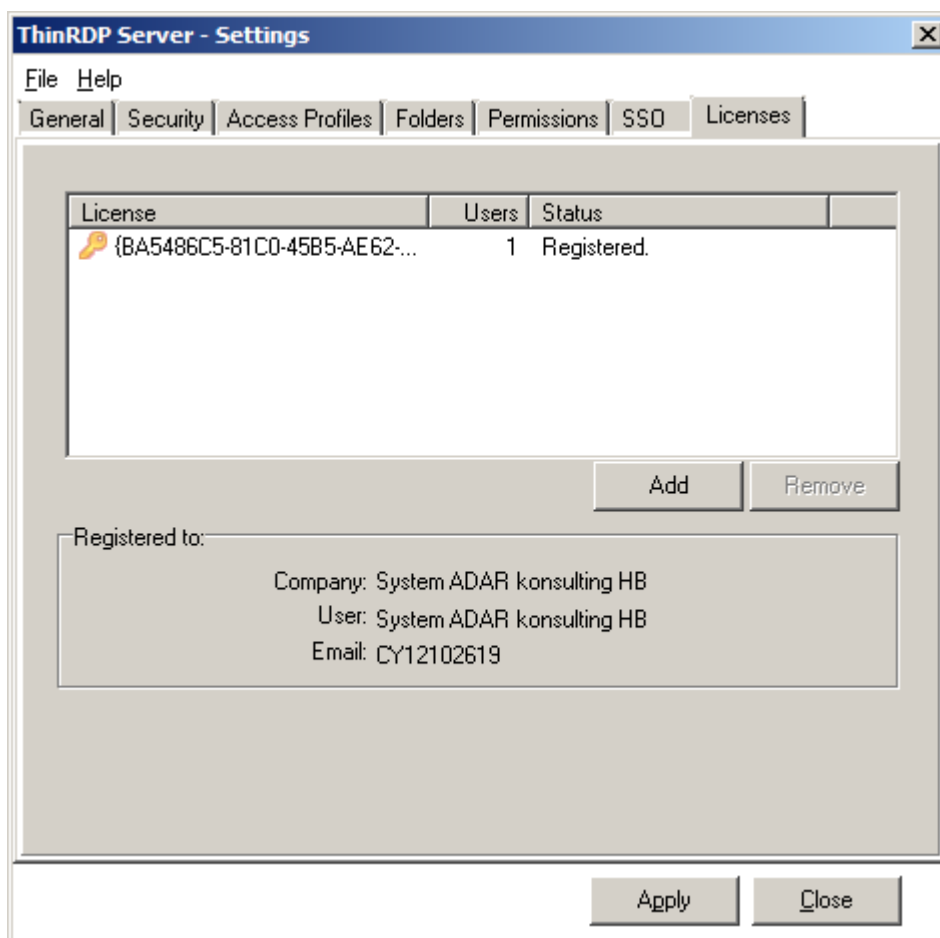 ThinRDP Server - Settings
File Help
General Security Access Profiles Folders Permissions SSO Licenses
License Users Status
{BA5486C5-81C0-45B5-AE62-... 1 Registered.
Add Remove
Registered to:
Company: System ADAR konsulting HB
User: System ADAR konsulting HB
Email: CY12102619
Apply Close